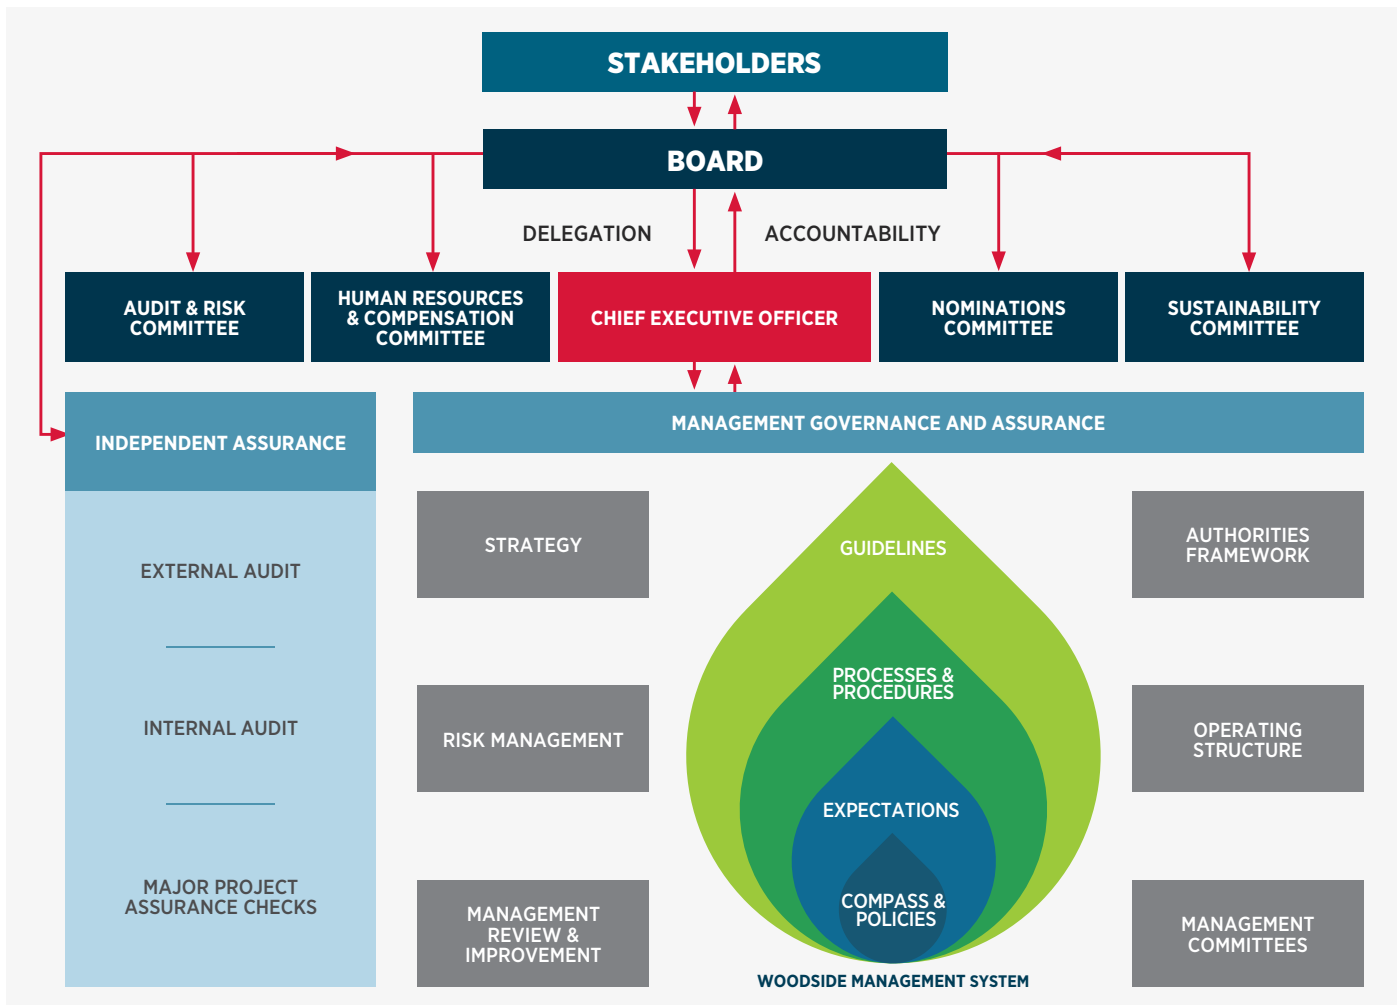 STAKEHOLDERS
BOARD
DELEGATION
ACCOUNTABILITY
AUDIT & RISK
COMMITTEE
HUMAN RESOURCES
& COMPENSATION
COMMITTEE
CHIEF EXECUTIVE OFFICER
NOMINATIONS
COMMITTEE
SUSTAINABILITY
COMMITTEE
INDEPENDENT ASSURANCE
EXTERNAL AUDIT
INTERNAL AUDIT
MAJOR PROJECT
ASSURANCE CHECKS
MANAGEMENT GOVERNANCE AND ASSURANCE
STRATEGY
RISK MANAGEMENT
MANAGEMENT
REVIEW &
IMPROVEMENT
GUIDELINES
PROCESSES &
PROCEDURES
EXPECTATIONS
COMPASS &
POLICIES
WOODSIDE MANAGEMENT SYSTEM
AUTHORITIES
FRAMEWORK
OPERATING
STRUCTURE
MANAGEMENT
COMMITTEES